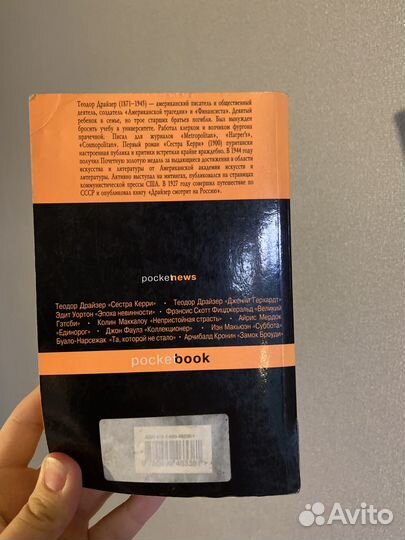 Теодор Драйзер (1871–1945) — американский писатель и общественный
деятель, создатель «Американской трагедии» и «Финансиста». Девятый
ребенок в семье, но трое старших братьев погибли. Был вынужден
бросить учебу в университете. Работал клерком и возчиком фургона
прачечной. Писал для журналов «Metropolitan», «Harper's»,
«Cosmopolitan». Первый роман «Сестра Керри» (1900) пуритански
настроенная публика и критики встретили крайне враждебно. В 1944 году
получил Почетную золотую медаль за выдающиеся достижения в области
искусства и литературы от Американской академии искусств и
литературы. Активно выступал на митингах, публиковался на страницах
коммунистической прессы США. В 1927 году совершил путешествие по
СССР и опубликовал книгу «Драйзер смотрит на Россию».
pocketnews
Теодор Драйзер «Сестра Керри» • Теодор Драйзер «Дженни Герхардт»
Эдит Уортон «Эпоха невинности» • Фрэнсис Скотт Фицджеральд «Великий
Гэтсби» • Колин Маккалоу «Непристойная страсть» • Айрис Мердок
«Единорог» • Джон Фаулз «Коллекционер» • Иэн Макьюэн «Суббота»
Буало-Нарсежак «Та, которой не стало» • Арчибалд Кронин «Замок Броуди»
pocketbook
Avito